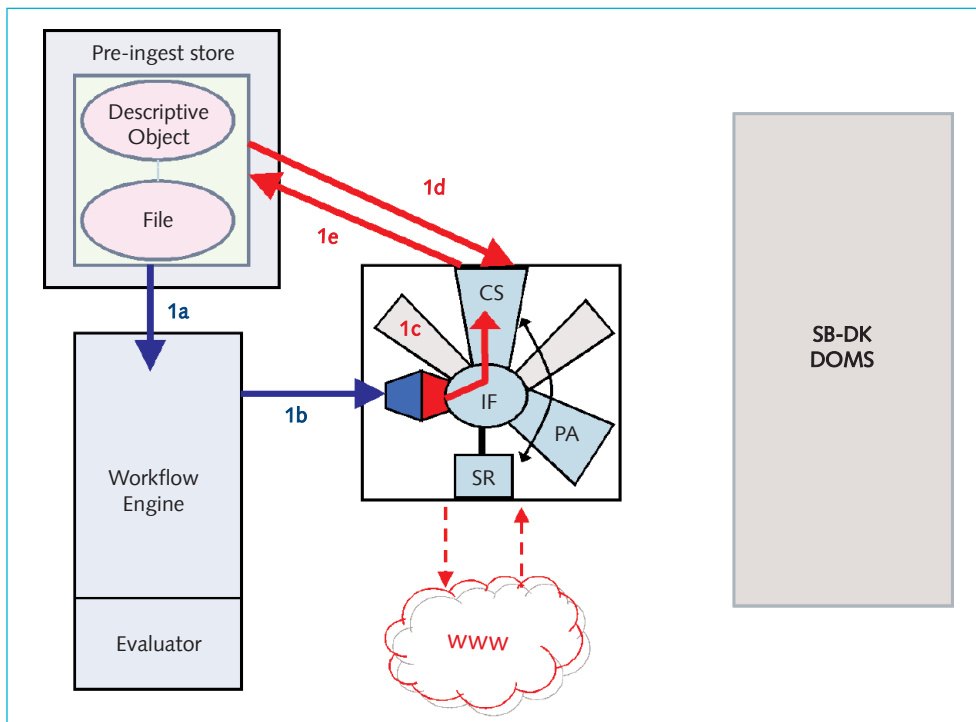 Pre-ingest store
Descriptive
Object
File
1d
1e
1a
CS
1c
SB-DK
DOMS
1b
IF
PA
SR
Workflow
Engine
Evaluator
www